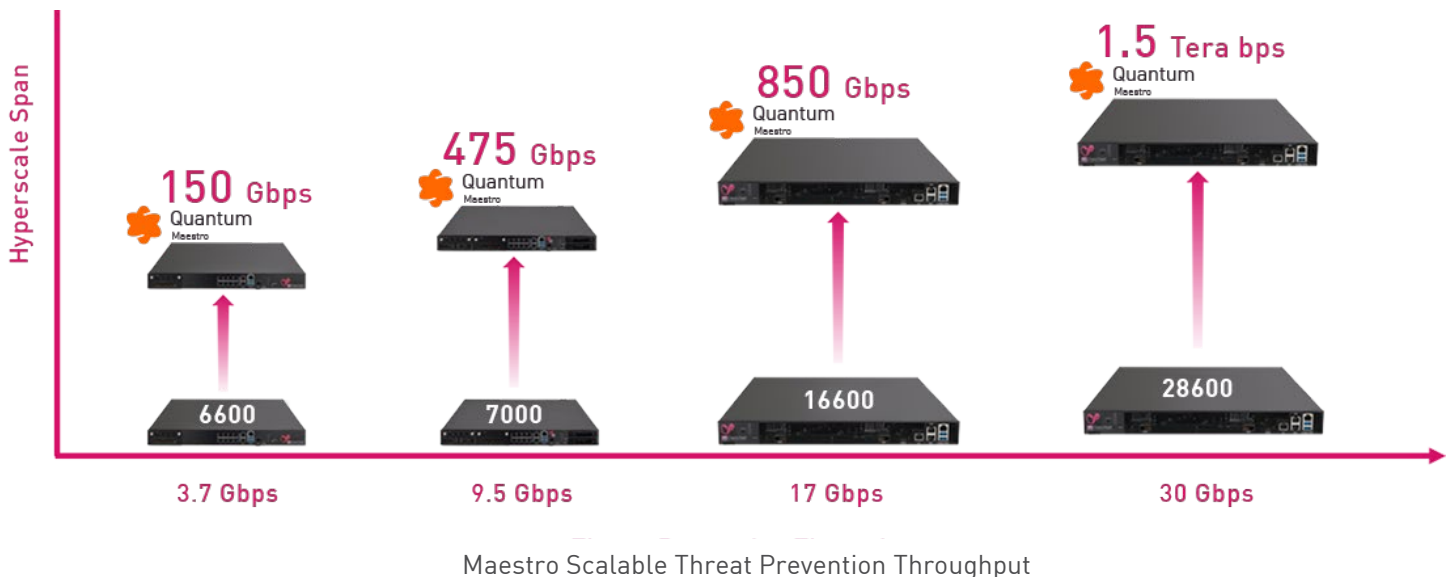 Hyperscale Span
150 Gbps
Quantum
Maestro
475 Gbps
Quantum
Maestro
850 Gbps
Quantum
Maestro
1.5 Tera bps
Quantum
Maestro
6600
7000
16600
28600
3.7 Gbps
9.5 Gbps
17 Gbps
30 Gbps
Maestro Scalable Threat Prevention Throughput